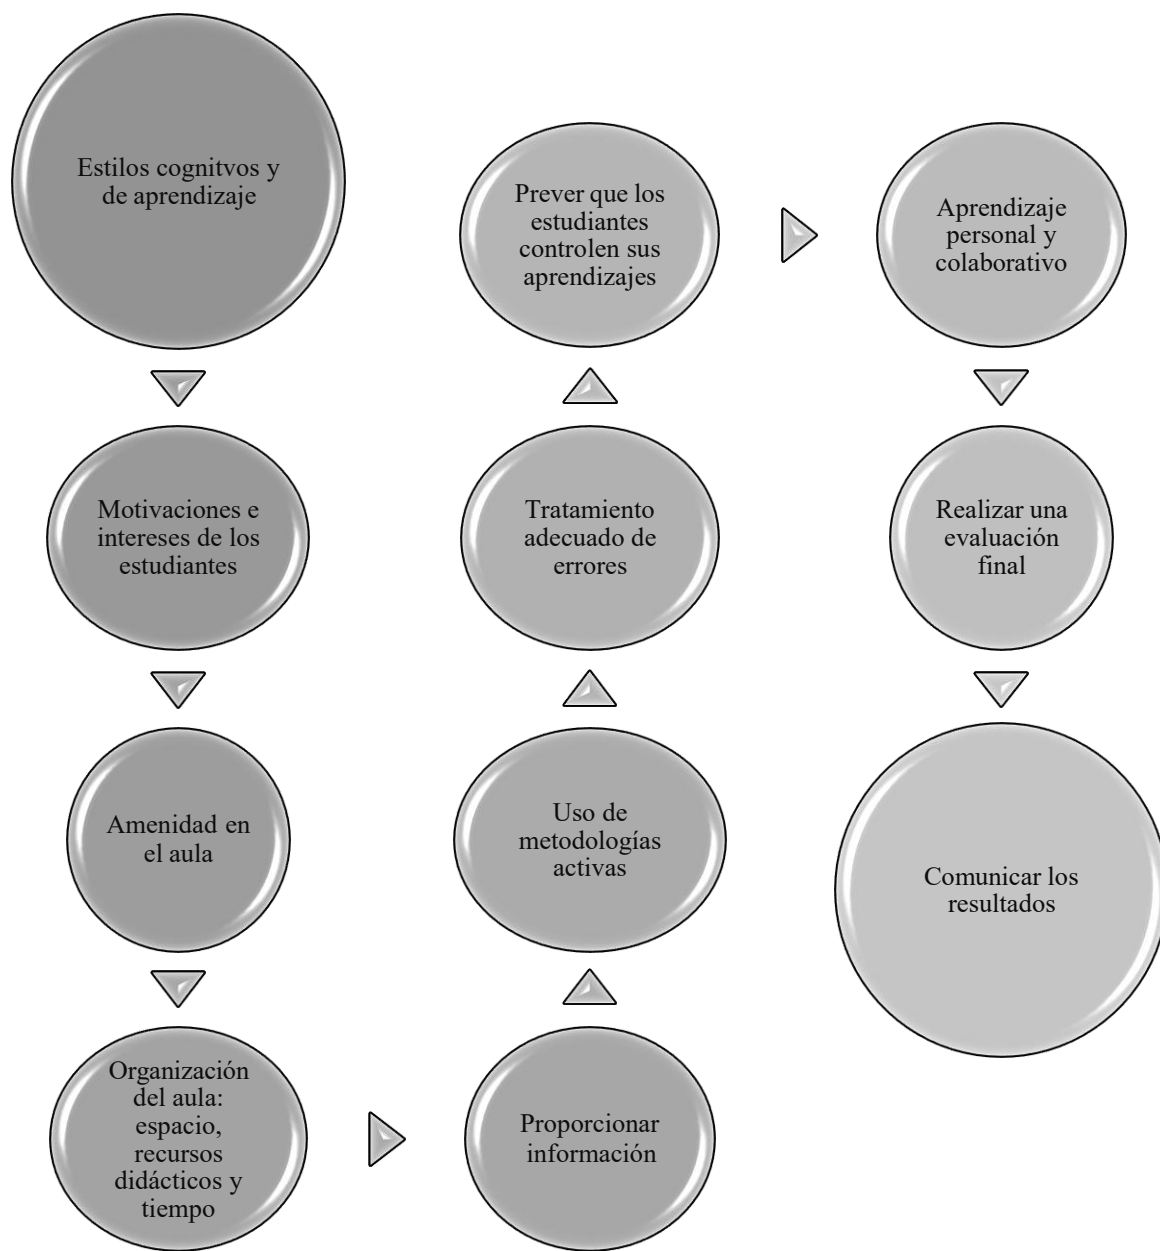 Estilos cognitvos y
de aprendizaje
Motivaciones e
intereses de los
estudiantes
Amenidad en
el aula
Organización
del aula:
espacio,
recursos
didácticos y
tiempo
Proporcionar
información
Uso de
metodologías
activas
Tratamiento
adecuado de
errores
Prever que los
estudiantes
controlen sus
aprendizajes
Aprendizaje
personal y
colaborativo
Realizar una
evaluación
final
Comunicar los
resultados